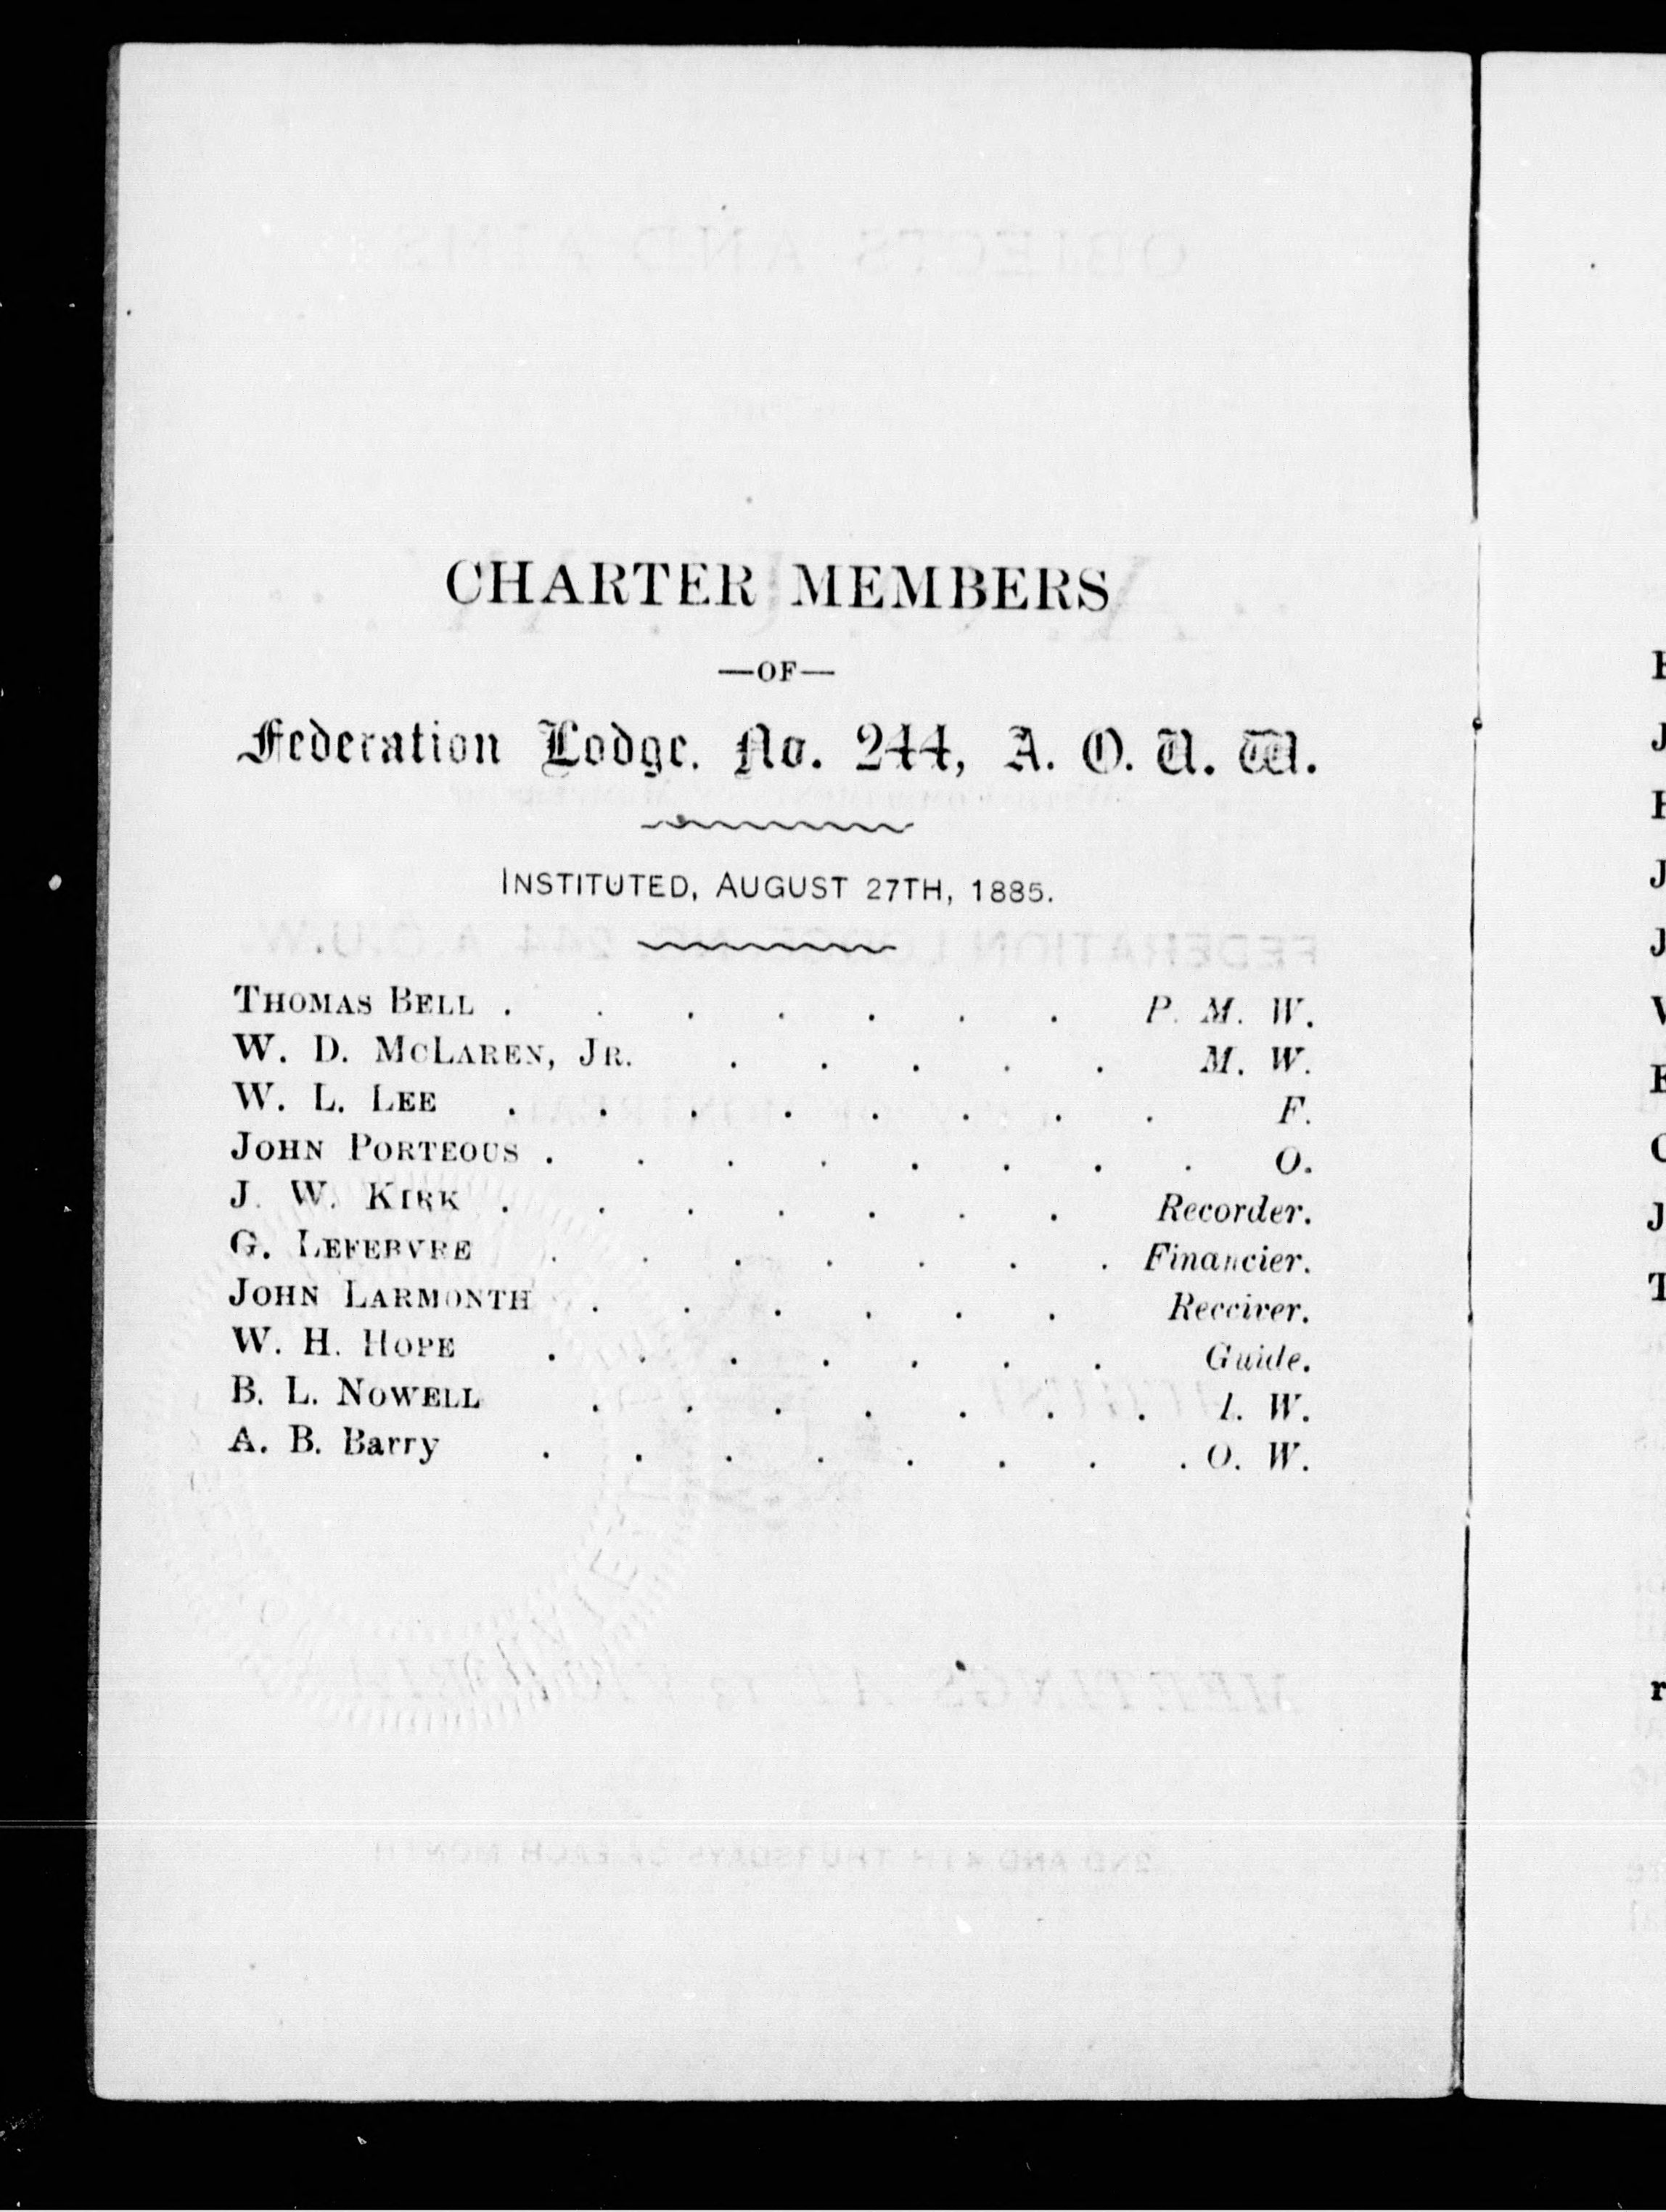 CHARTER MEMBERS
—OF—
Federation Lodge, No. 244, A. O. U. W.
INSTITUTED, AUGUST 27TH, 1885.
THOMAS BELL . . . . . . . P. M. W.
W. D. MCLAREN, JR. . . . . . M. W.
W. L. LEE . . . . . . . . F.
JOHN PORTEOUS . . . . . . . . O.
J. W. KIRK . . . . . . . Recorder.
G. LEFEBVRE . . . . . . . Financier.
JOHN LARMONTH . . . . . . Receiver.
W. H. HOPE . . . . . . . Guide.
B. L. NOWELL . . . . . . . I. W.
A. B. Barry . . . . . . . . O. W.